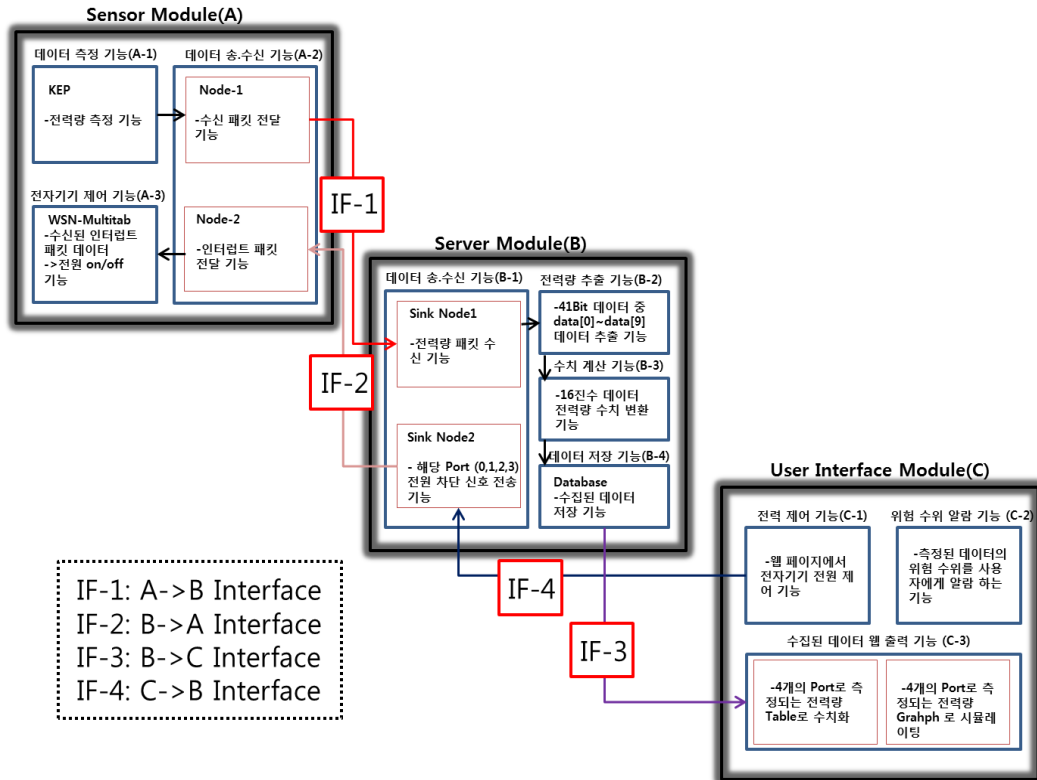 Sensor Module(A)
데이터 측정 기능(A-1)
데이터 송.수신 기능(A-2)
KEP
-전력량 측정 기능
Node-1
-수신 패킷 전달
기능
전자기기 제어 기능(A-3)
WSN-Multitab
-수신된 인터럽트
패킷 데이터
->전원 on/off
기능
Node-2
-인터럽트 패킷
전달 기능
IF-1
IF-2
Server Module(B)
데이터 송.수신 기능(B-1)
전력량 추출 기능(B-2)
Sink Node1
-전력량 패킷 수
신 기능
-41Bit 데이터 중
data[0]~data[9]
데이터 추출 기능
수치 계산 기능(B-3)
-16진수 데이터
전력량 수치 변환
기능
Sink Node2
- 해당 Port (0,1,2,3)
전원 차단 신호 전송
기능
데이터 저장 기능(B-4)
Database
-수집된 데이터
저장 기능
IF-4
IF-3
User Interface Module(C)
전력 제어 기능(C-1)
위험 수위 알람 기능 (C-2)
-웹 페이지에서
전자기기 전원 제
어 기능
-측정된 데이터의
위험 수위를 사용
자에게 알람 하는
기능
수집된 데이터 웹 출력 기능 (C-3)
-4개의 Port로 측
정되는 전력량
Table로 수치화
-4개의 Port로 측
정되는 전력량
Grahph 로 시뮬레
이팅
IF-1: A->B Interface
IF-2: B->A Interface
IF-3: B->C Interface
IF-4: C->B Interface